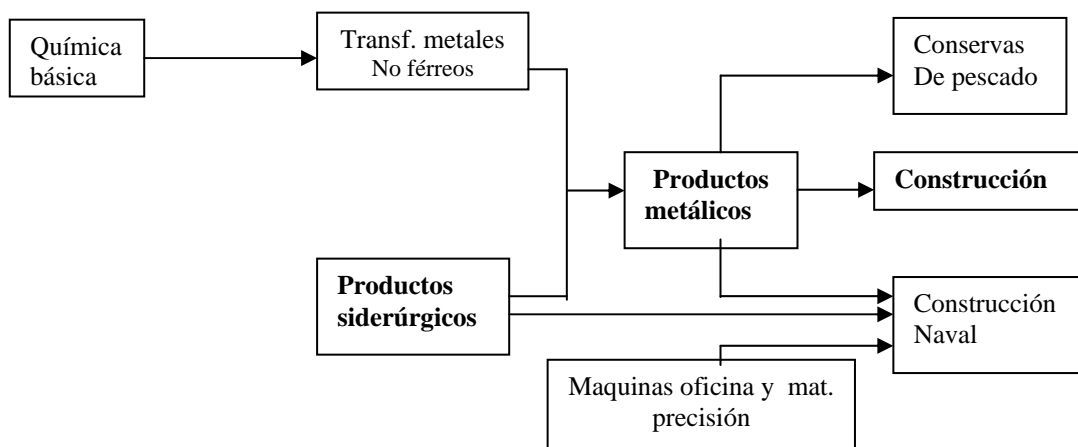 Química
básica
Transf. metales
No férreos
Conservas
De pescado
Productos
metálicos
Construcción
Productos
siderúrgicos
Construcción
Naval
Maquinas oficina y mat.
precisión